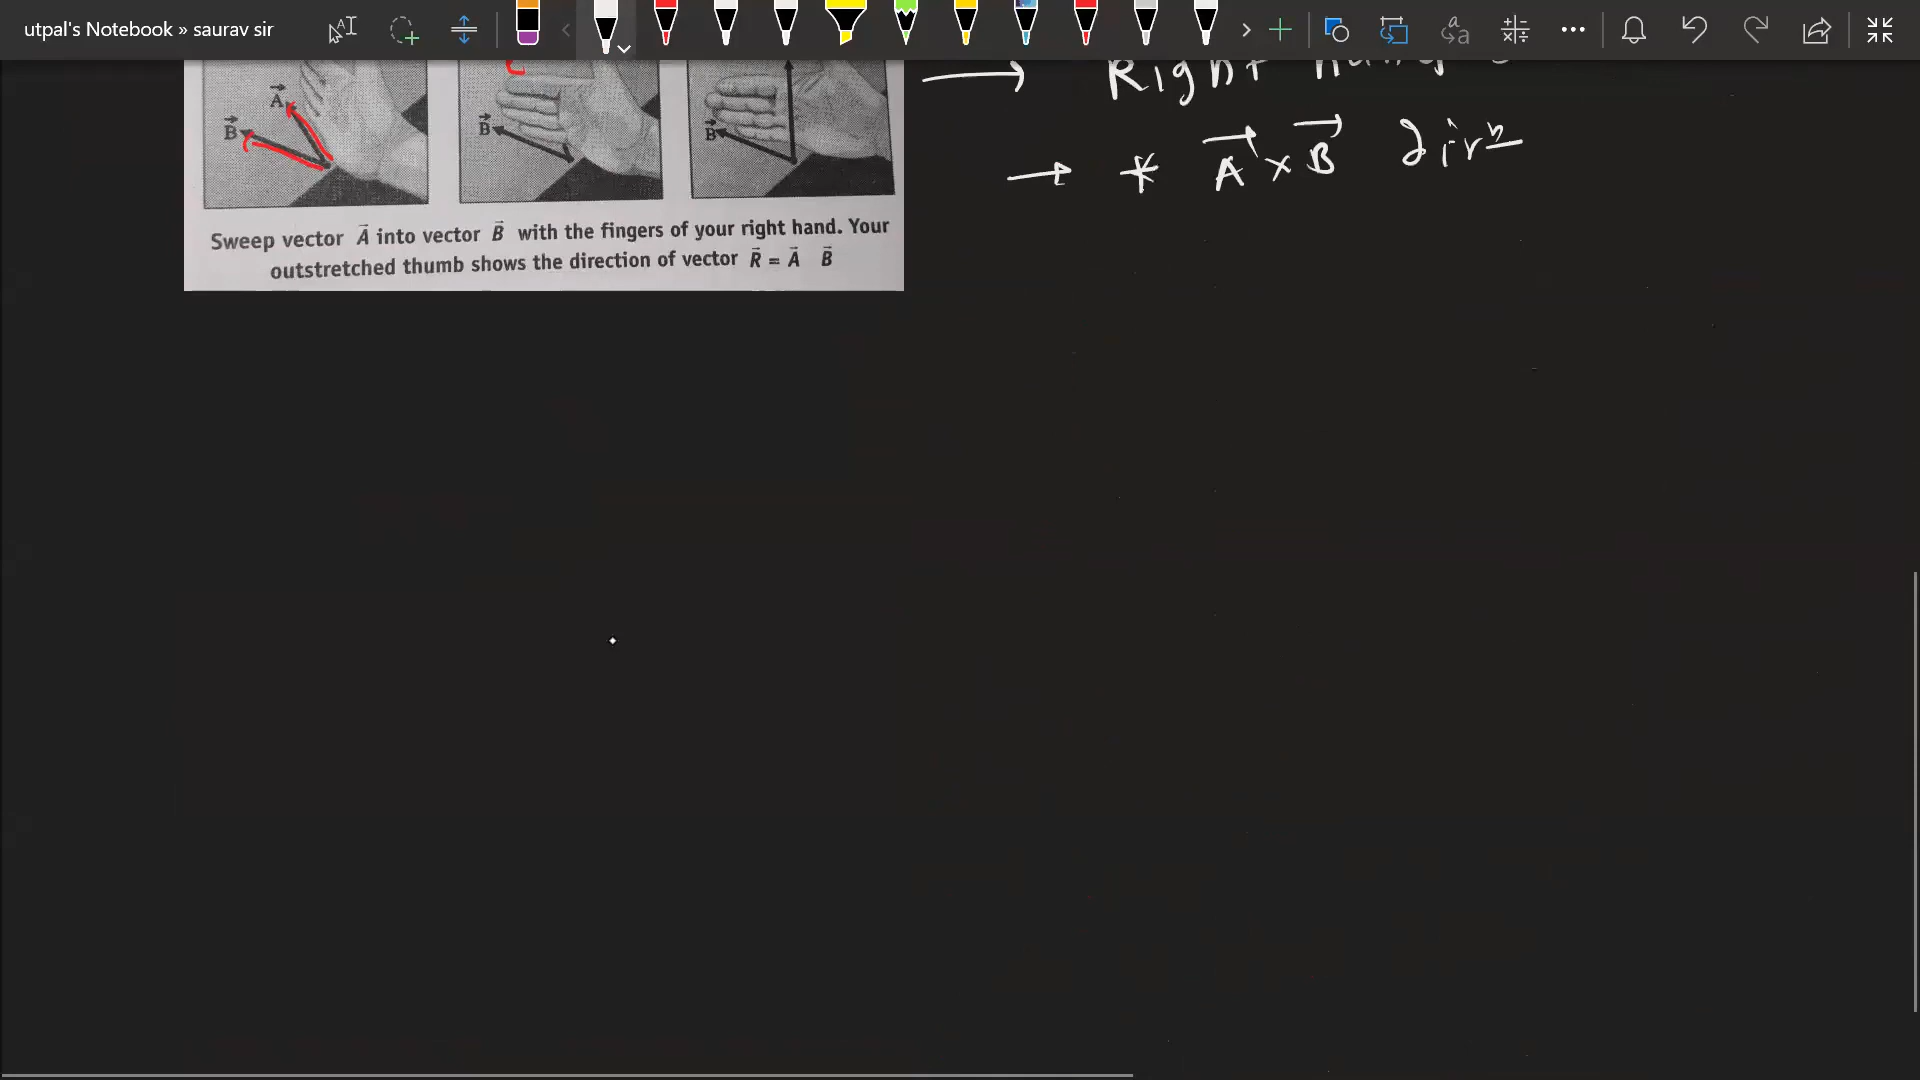 utpal's Notebook » saurav sir
A
B
B
B
Right
* A × B dirⁿ
Sweep vector A⃗ into vector B⃗ with the fingers of your right hand. Your
outstretched thumb shows the direction of vector R⃗ = A⃗ B⃗